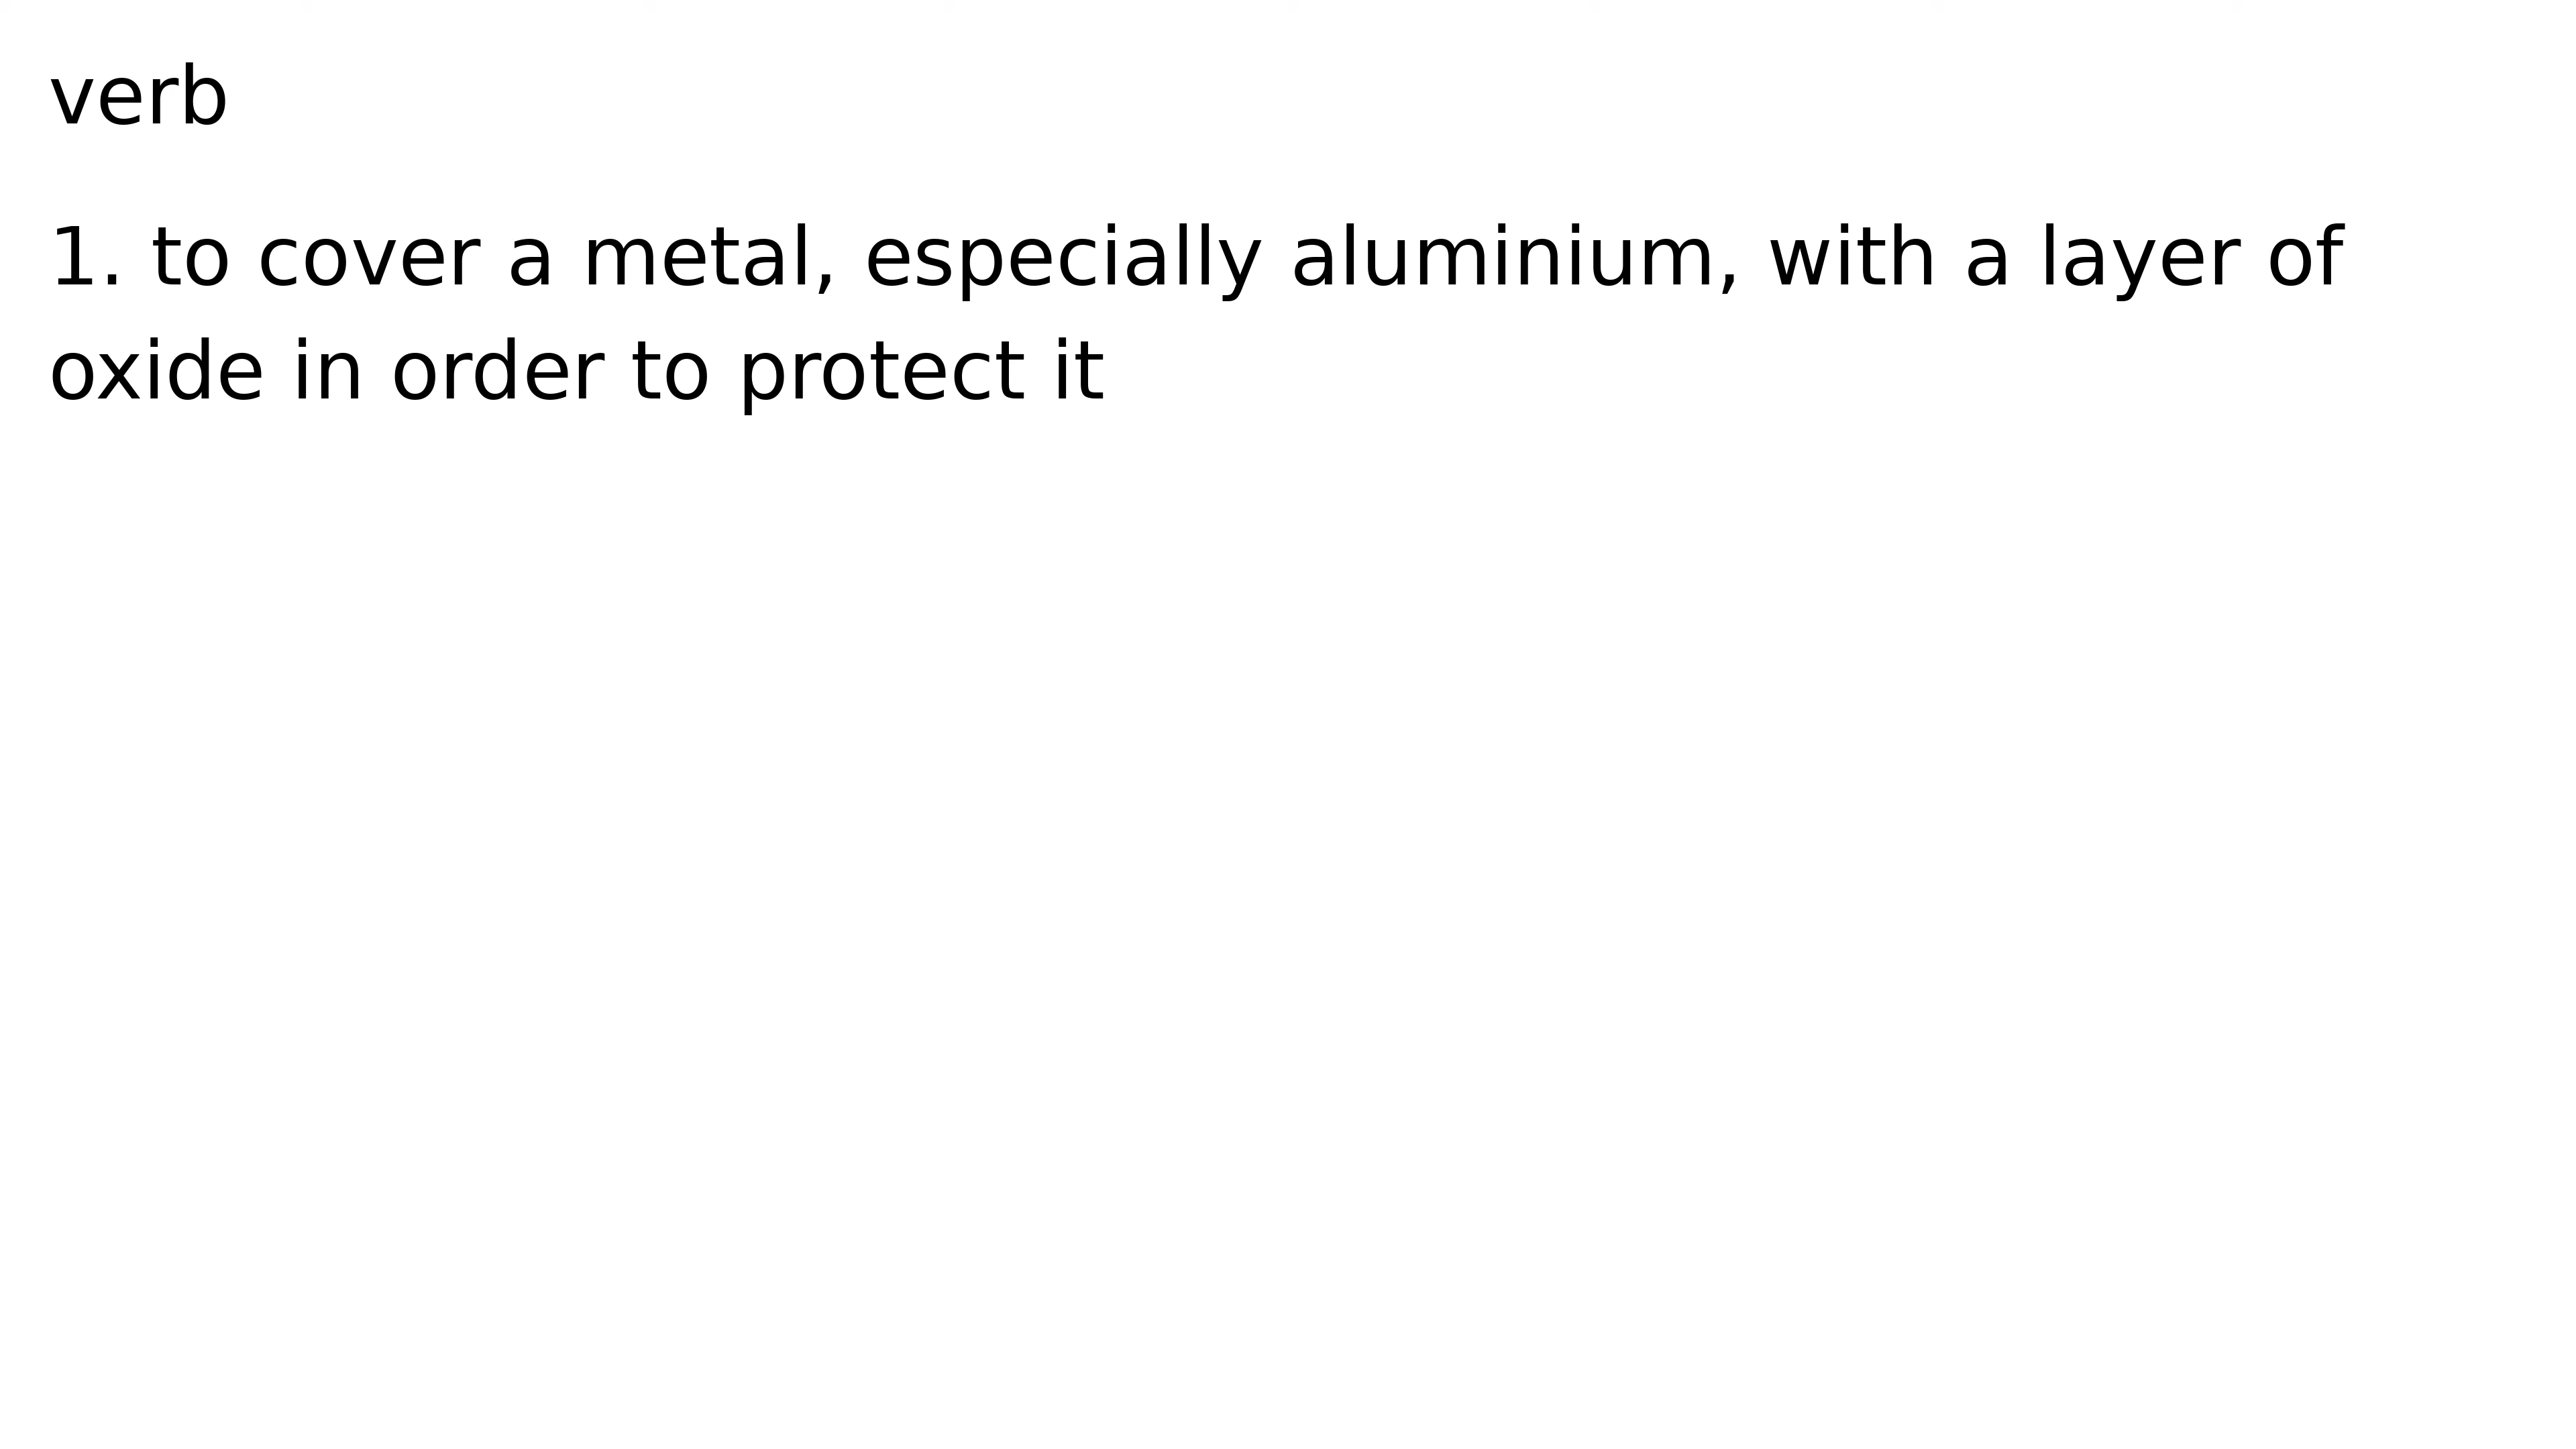 verb
1. to cover a metal, especially aluminium, with a layer of
oxide in order to protect it